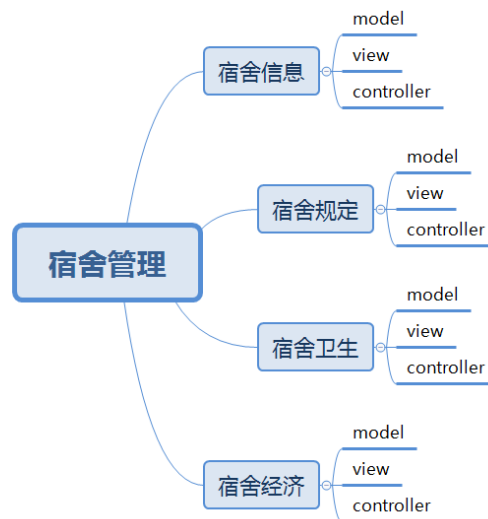 宿舍管理
宿舍信息
model
view
controller
宿舍规定
model
view
controller
宿舍卫生
model
view
controller
宿舍经济
model
view
controller